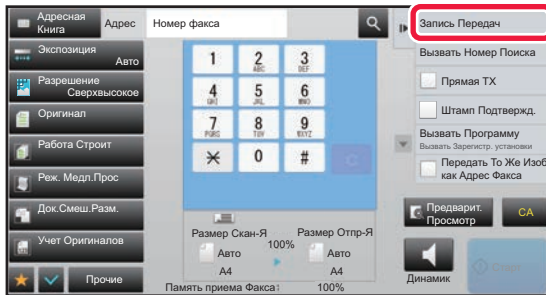 Адресная
Книга
Адрес
Номер факса
Запись Передач
Экспозиция
Авто
Вызвать Номер Поиска
Разрешение
Сверхвысокое
Прямая TX
Оригинал
Штамп Подтвержд.
Работа Строит
Вызвать Программу
Вызвать Зарегистр. установки
Реж. Медл.Прос
Передать То Же Изоб
как Адрес Факса
Док.Смеш.Разм.
Учет Оригиналов
Прочие
1
2
ABC
3
DEF
4
GHI
5
JKL
6
MNO
7
PQRS
8
TUV
9
WXYZ
0
#
C
Размер Скан-Я
100%
Размер Отпр-Я
Авто
A4
Авто
A4
Память приема Факса:
100%
Предварит.
Просмотр
CA
Динамик